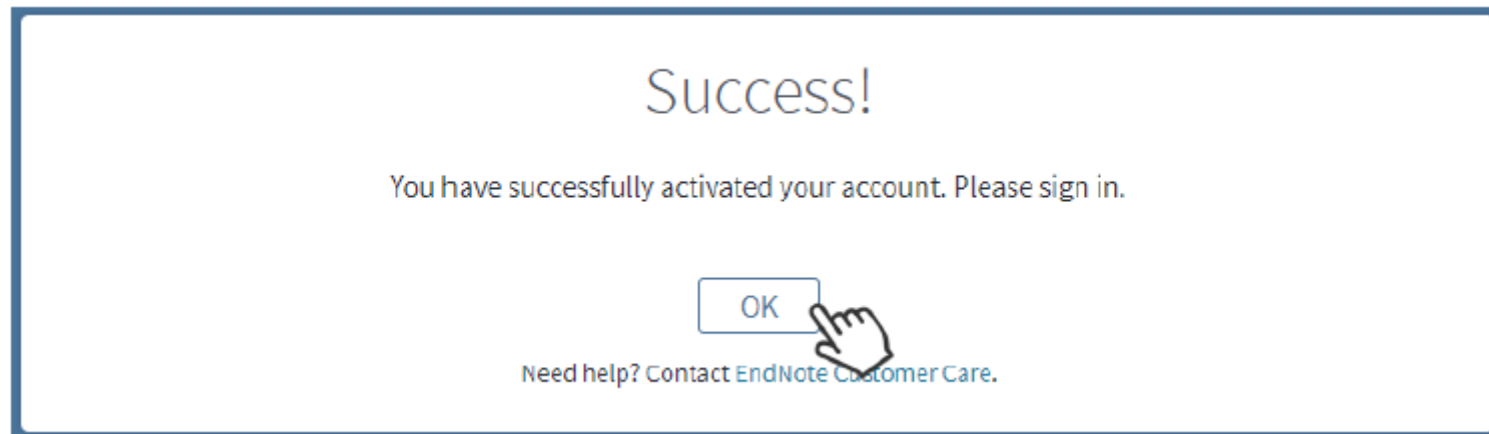 Success!
You have successfully activated your account. Please sign in.
OK
Need help? Contact EndNote Customer Care.